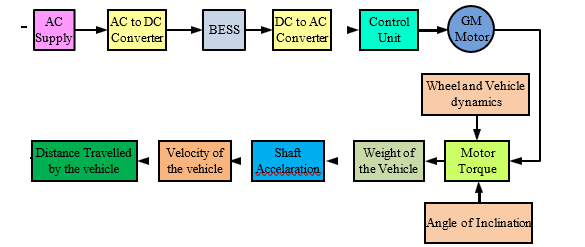 AC
Supply
AC to DC
Converter
BESS
DC to AC
Converter
Control
Unit
GM
Motor
Wheel and Vehicle
dynamics
Distance Travelled
by the vehicle
Velocity of
the vehicle
Shaft
Accelaration
Weight of
the Vehicle
Motor
Torque
Angle of Inclination